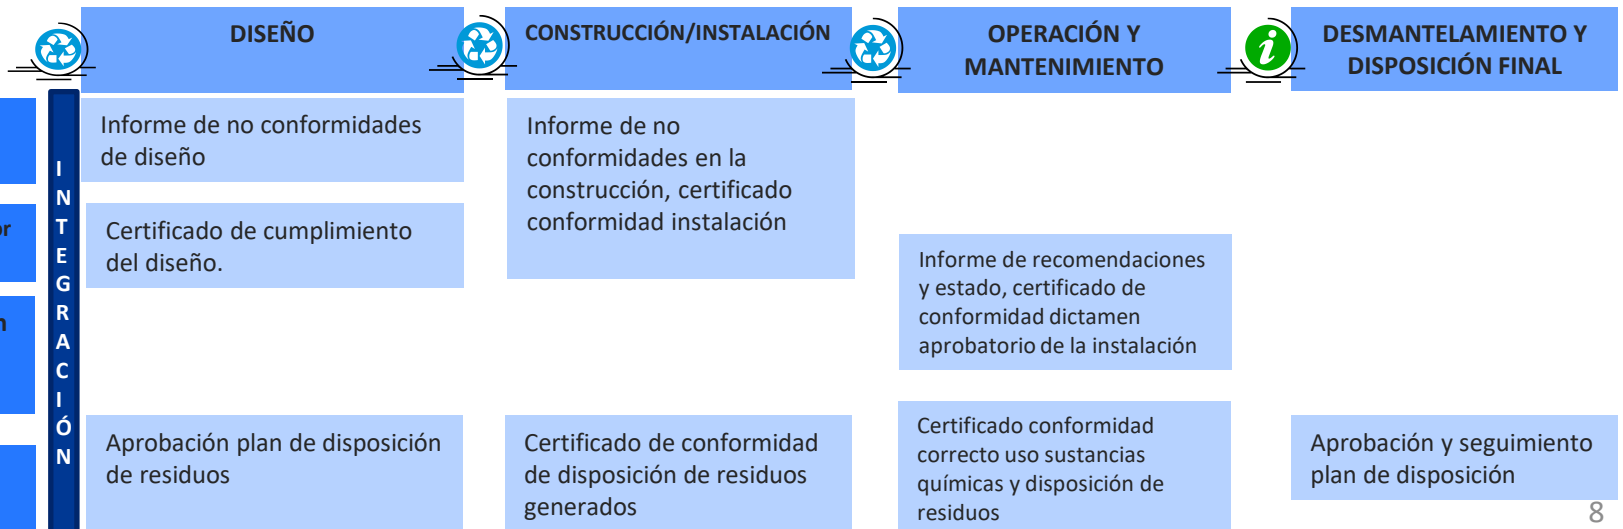 DISEÑO
CONSTRUCCIÓN/INSTALACIÓN
OPERACIÓN Y
MANTENIMIENTO
DESMANTELAMIENTO Y
DISPOSICIÓN FINAL
I
N
T
E
G
R
A
C
I
Ó
N
Informe de no conformidades
de diseño
Informe de no
conformidades en la
construcción, certificado
conformidad instalación
Certificado de cumplimiento
del diseño.
Informe de recomendaciones
y estado, certificado de
conformidad dictamen
aprobatorio de la instalación
Aprobación plan de disposición
de residuos
Certificado de conformidad
de disposición de residuos
generados
Certificado conformidad
correcto uso sustancias
químicas y disposición de
residuos
Aprobación y seguimiento
plan de disposición
8